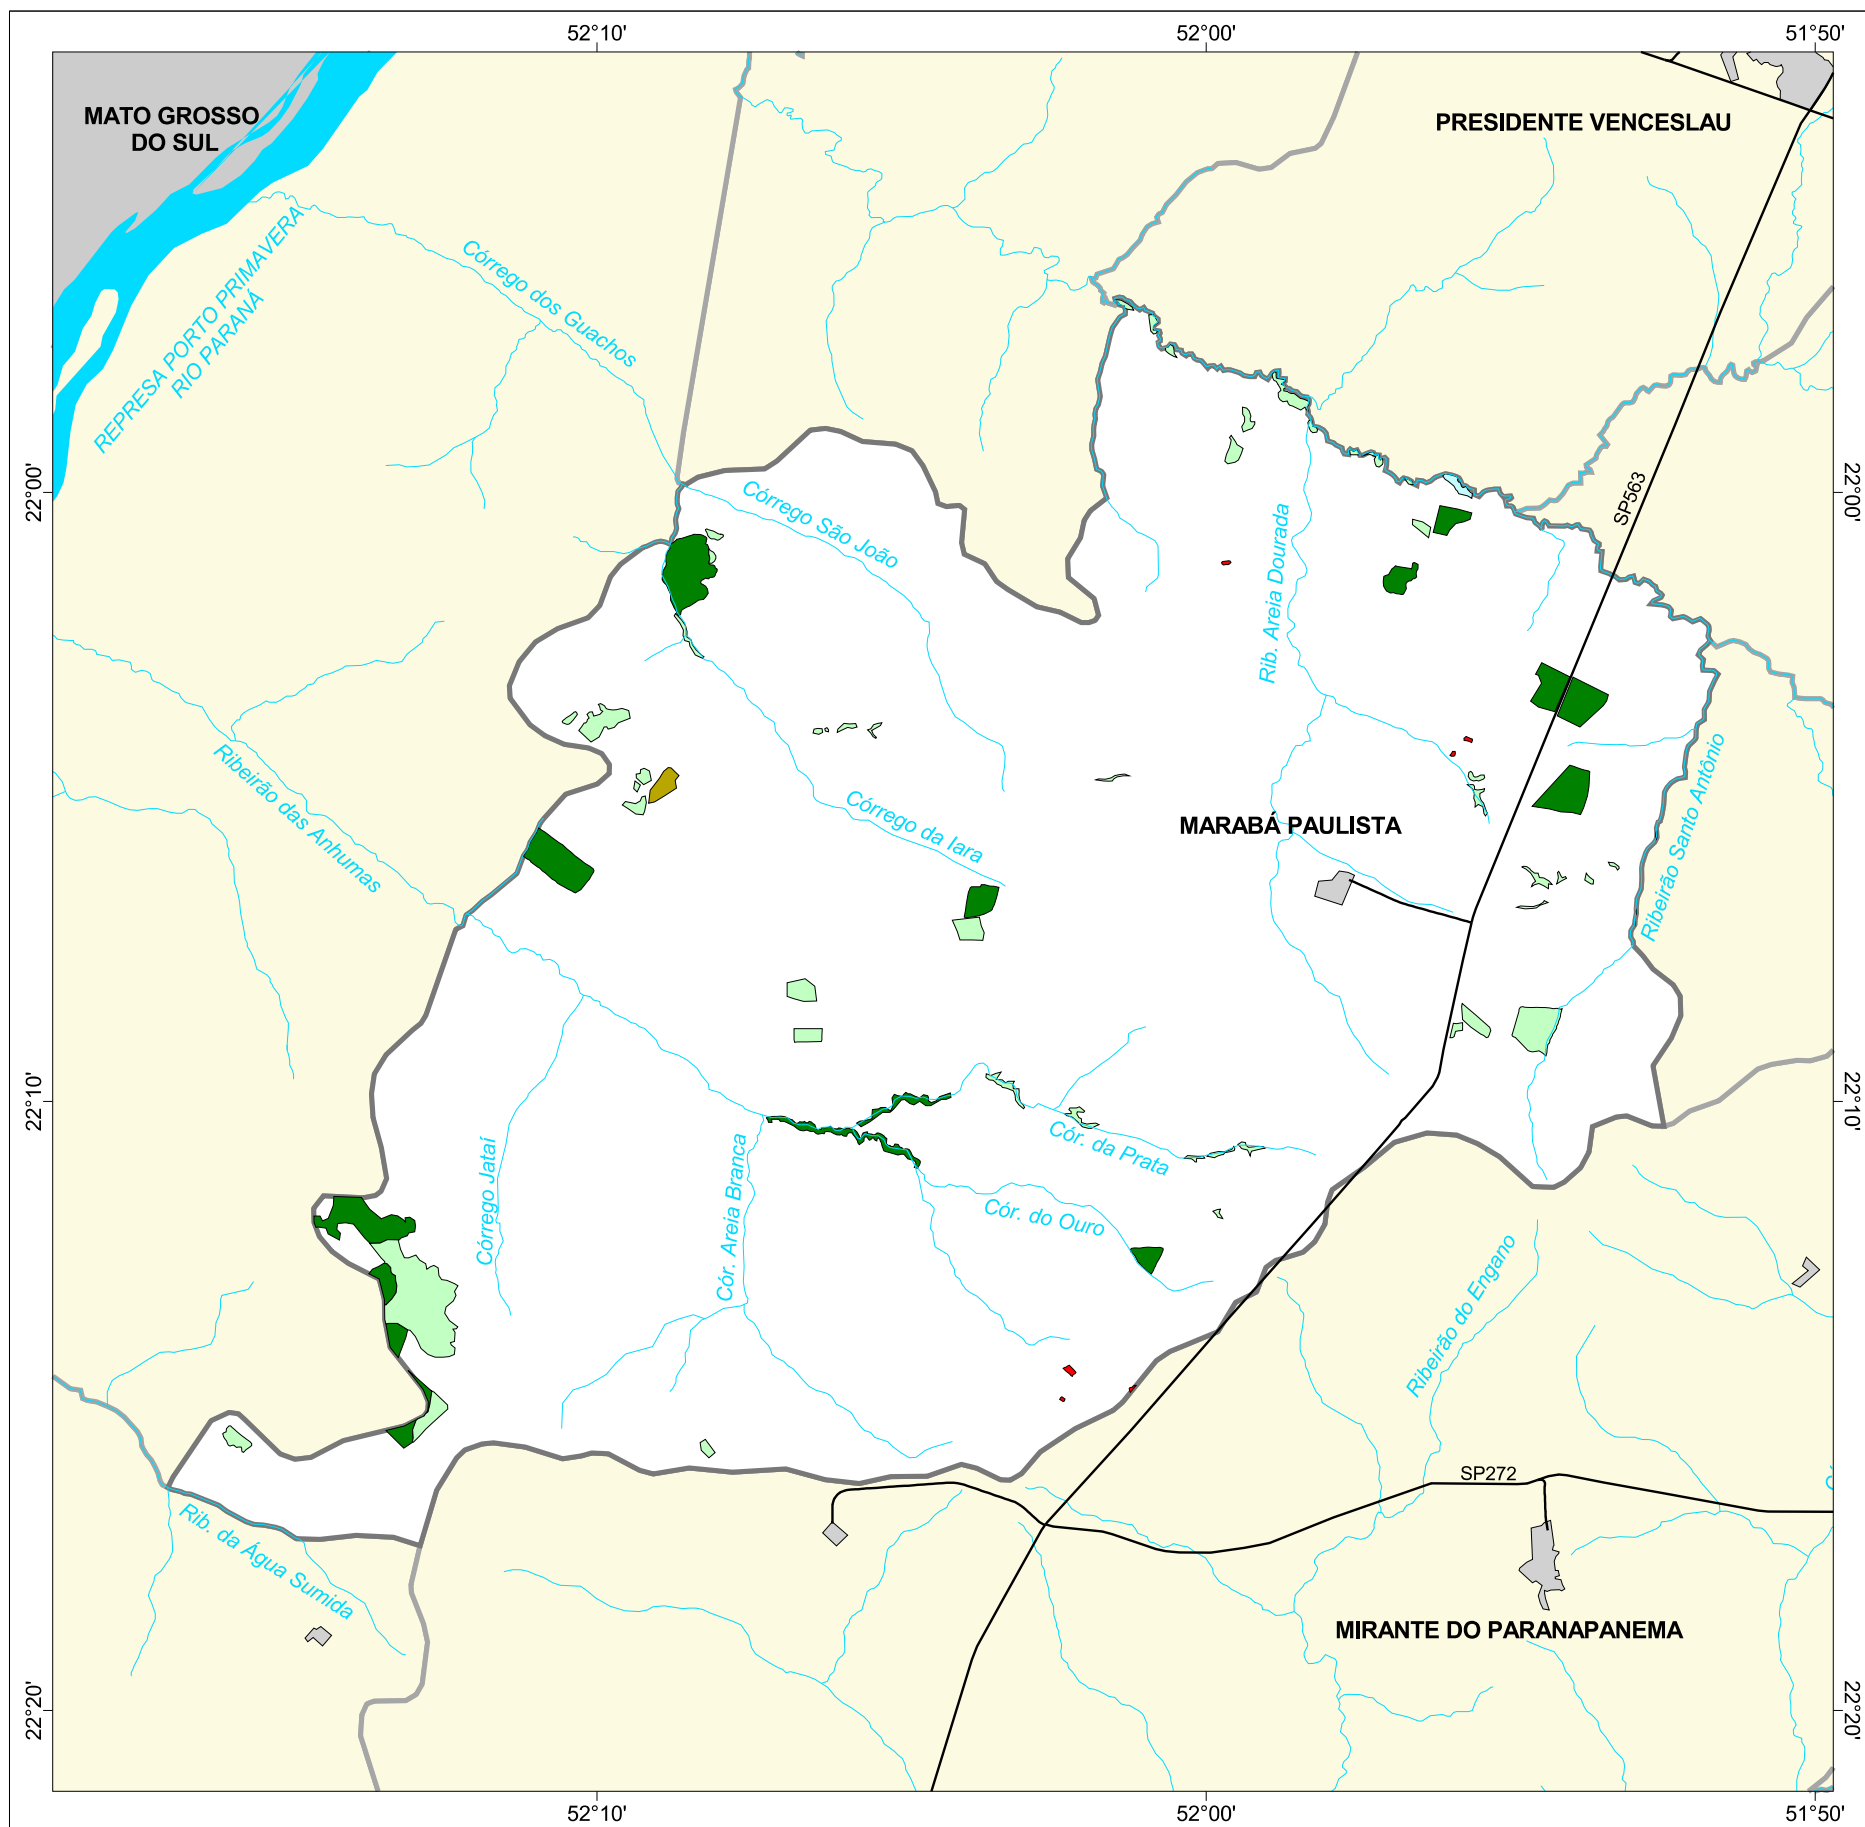 52°10'
52°00'
51°50'
MATO GROSSO
DO SUL
PRESIDENTE VENCESLAU
REPRESA PORTO PRIMAVERA
RIO PARANÁ
Córrego dos Guachos
22°00'
22°00'
SP563
Córrego São João
Rib. Areia Dourada
Ribeirão das Anhumas
Córrego da Iara
MARABÁ PAULISTA
Ribeirão Santo Antônio
22°10'
22°10'
Córrego Jataí
Cór. Areia Branca
Cór. da Prata
Cór. do Ouro
Ribeirão do Engano
SP272
Rib. da Água Sumida
MIRANTE DO PARANAPANEMA
22°20'
22°20'
52°10'
52°00'
51°50'